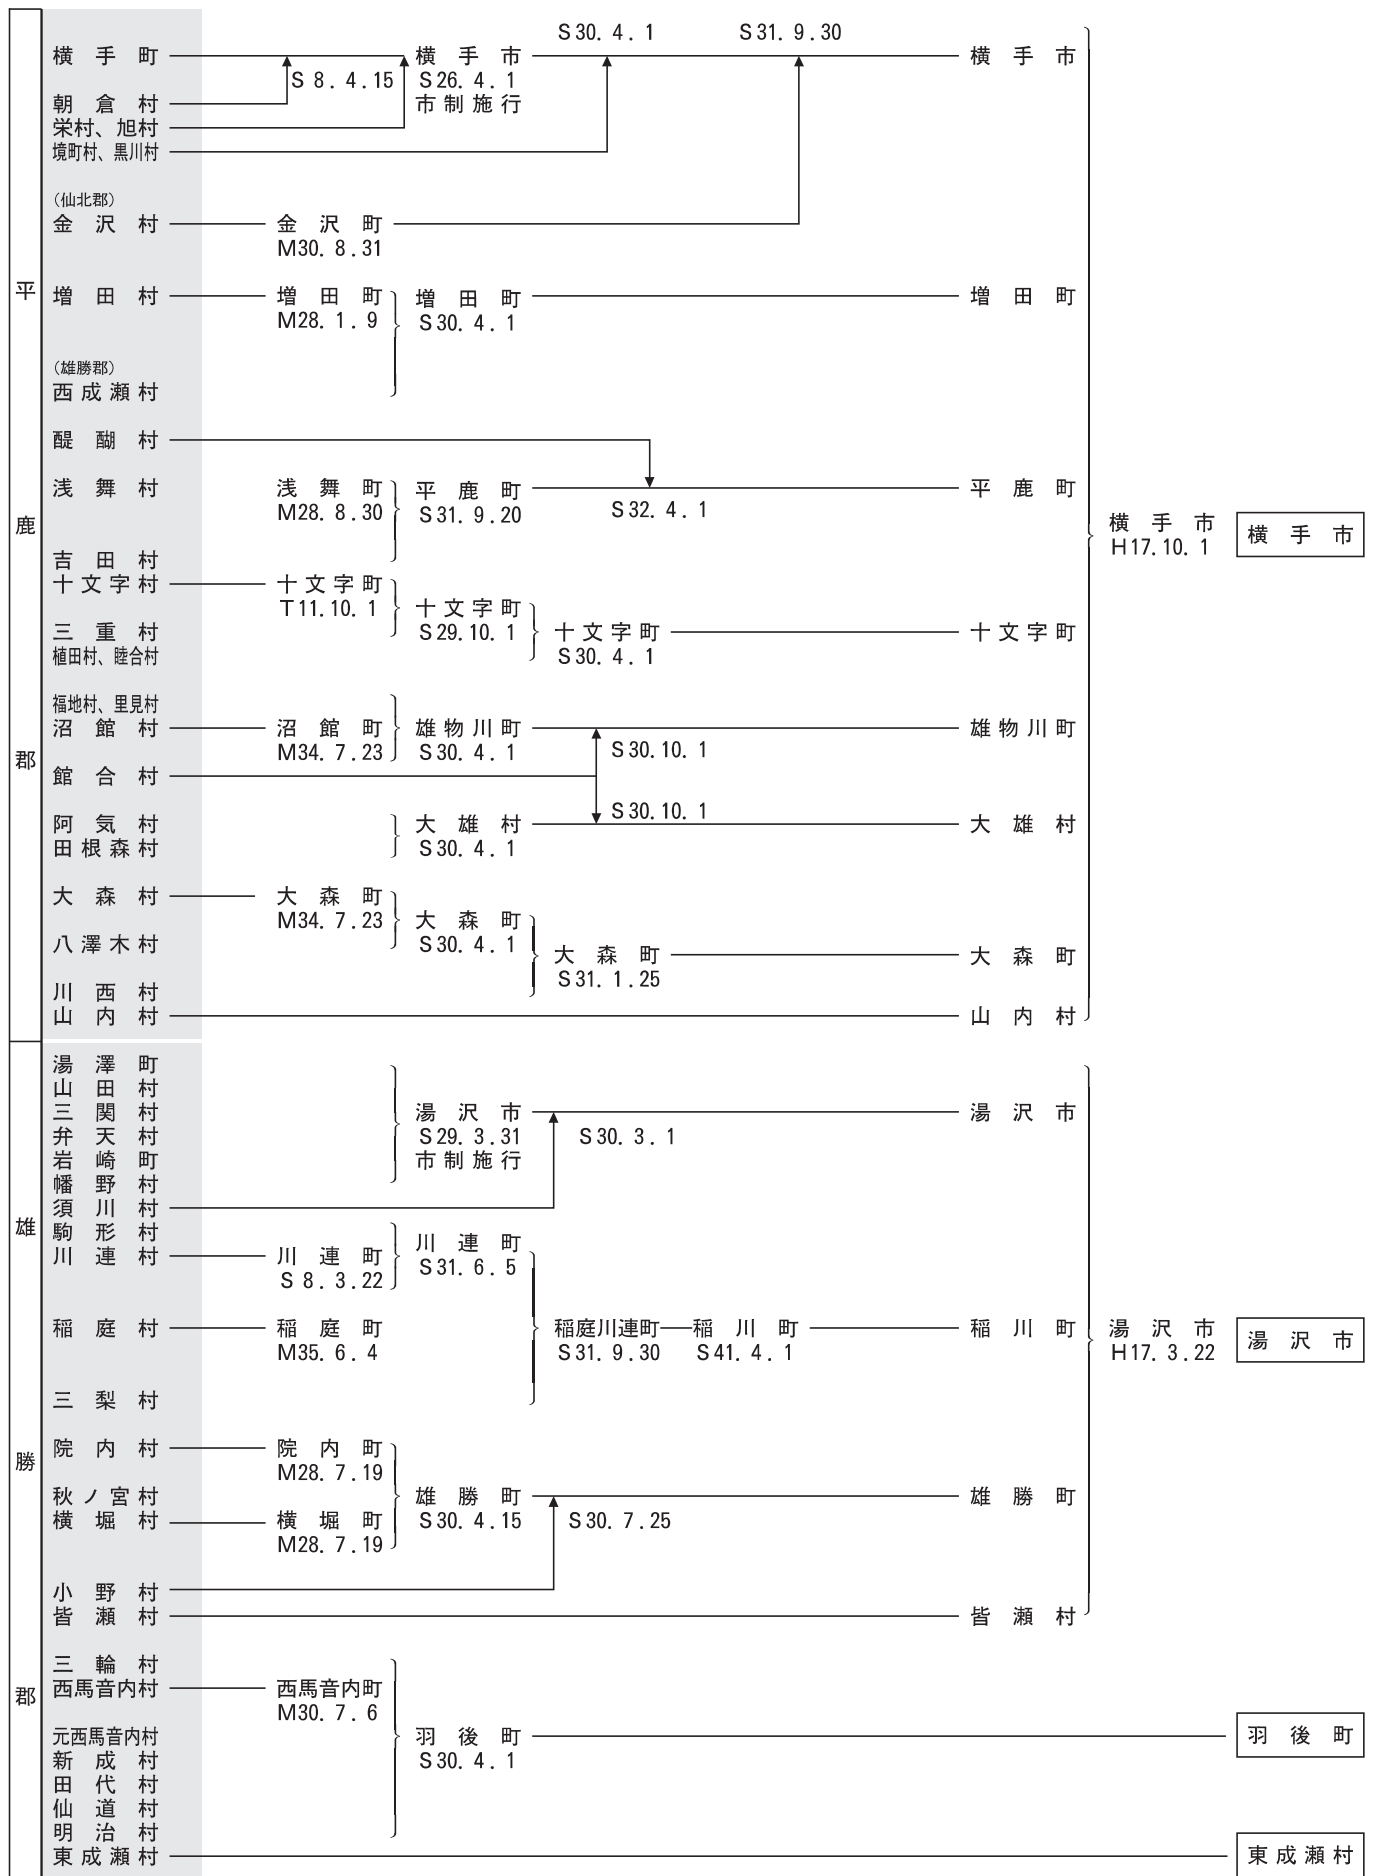 平鹿郡
S30. 4 . 1
S31. 9 .30
横手町
横手市
横手市
S 8 . 4 .15
S26. 4 . 1
朝倉村
市制施行
栄村、旭村
境町村、黒川村
（仙北郡）
金沢村
金沢町
M30. 8 .31
増田村
増田町
増田町
増田町
M28. 1 . 9
S30. 4 . 1
（雄勝郡）
西成瀬村
醍醐村
浅舞村
浅舞町
平鹿町
平鹿町
M28. 8 .30
S31. 9 .20
S32. 4 . 1
横手市
H17.10. 1
横手市
吉田村
十文字村
十文字町
T11.10. 1
十文字町
S29.10. 1
三重村
十文字町
十文字町
植田村、睦合村
S30. 4 . 1
福地村、里見村
沼館村
沼館町
雄物川町
雄物川町
M34. 7 .23
S30. 4 . 1
S30.10. 1
館合村
S30.10. 1
阿気村
大雄村
大雄村
田根森村
S30. 4 . 1
大森村
大森町
M34. 7 .23
大森町
八澤木村
S30. 4 . 1
大森町
大森町
S31. 1 .25
川西村
山内村
山内村
雄勝郡
湯澤町
山田村
三関村
湯沢市
湯沢市
弁天村
S29. 3 .31
S30. 3 . 1
岩崎町
市制施行
幡野村
須川村
駒形村
川連町
川連村
川連町
S31. 6 . 5
S 8 . 3 .22
稲庭村
稲庭町
稲庭川連町
稲川町
稲川町
湯沢市
湯沢市
M35. 6 . 4
S31. 9 .30
S41. 4 . 1
H17. 3 .22
三梨村
院内村
院内町
M28. 7 .19
秋ノ宮村
雄勝町
雄勝町
横堀村
横堀町
S30. 4 .15
S30. 7 .25
M28. 7 .19
小野村
皆瀬村
皆瀬村
三輪村
西馬音内村
西馬音内町
M30. 7 . 6
元西馬音内村
羽後町
羽後町
新成村
S30. 4 . 1
田代村
仙道村
明治村
東成瀬村
東成瀬村